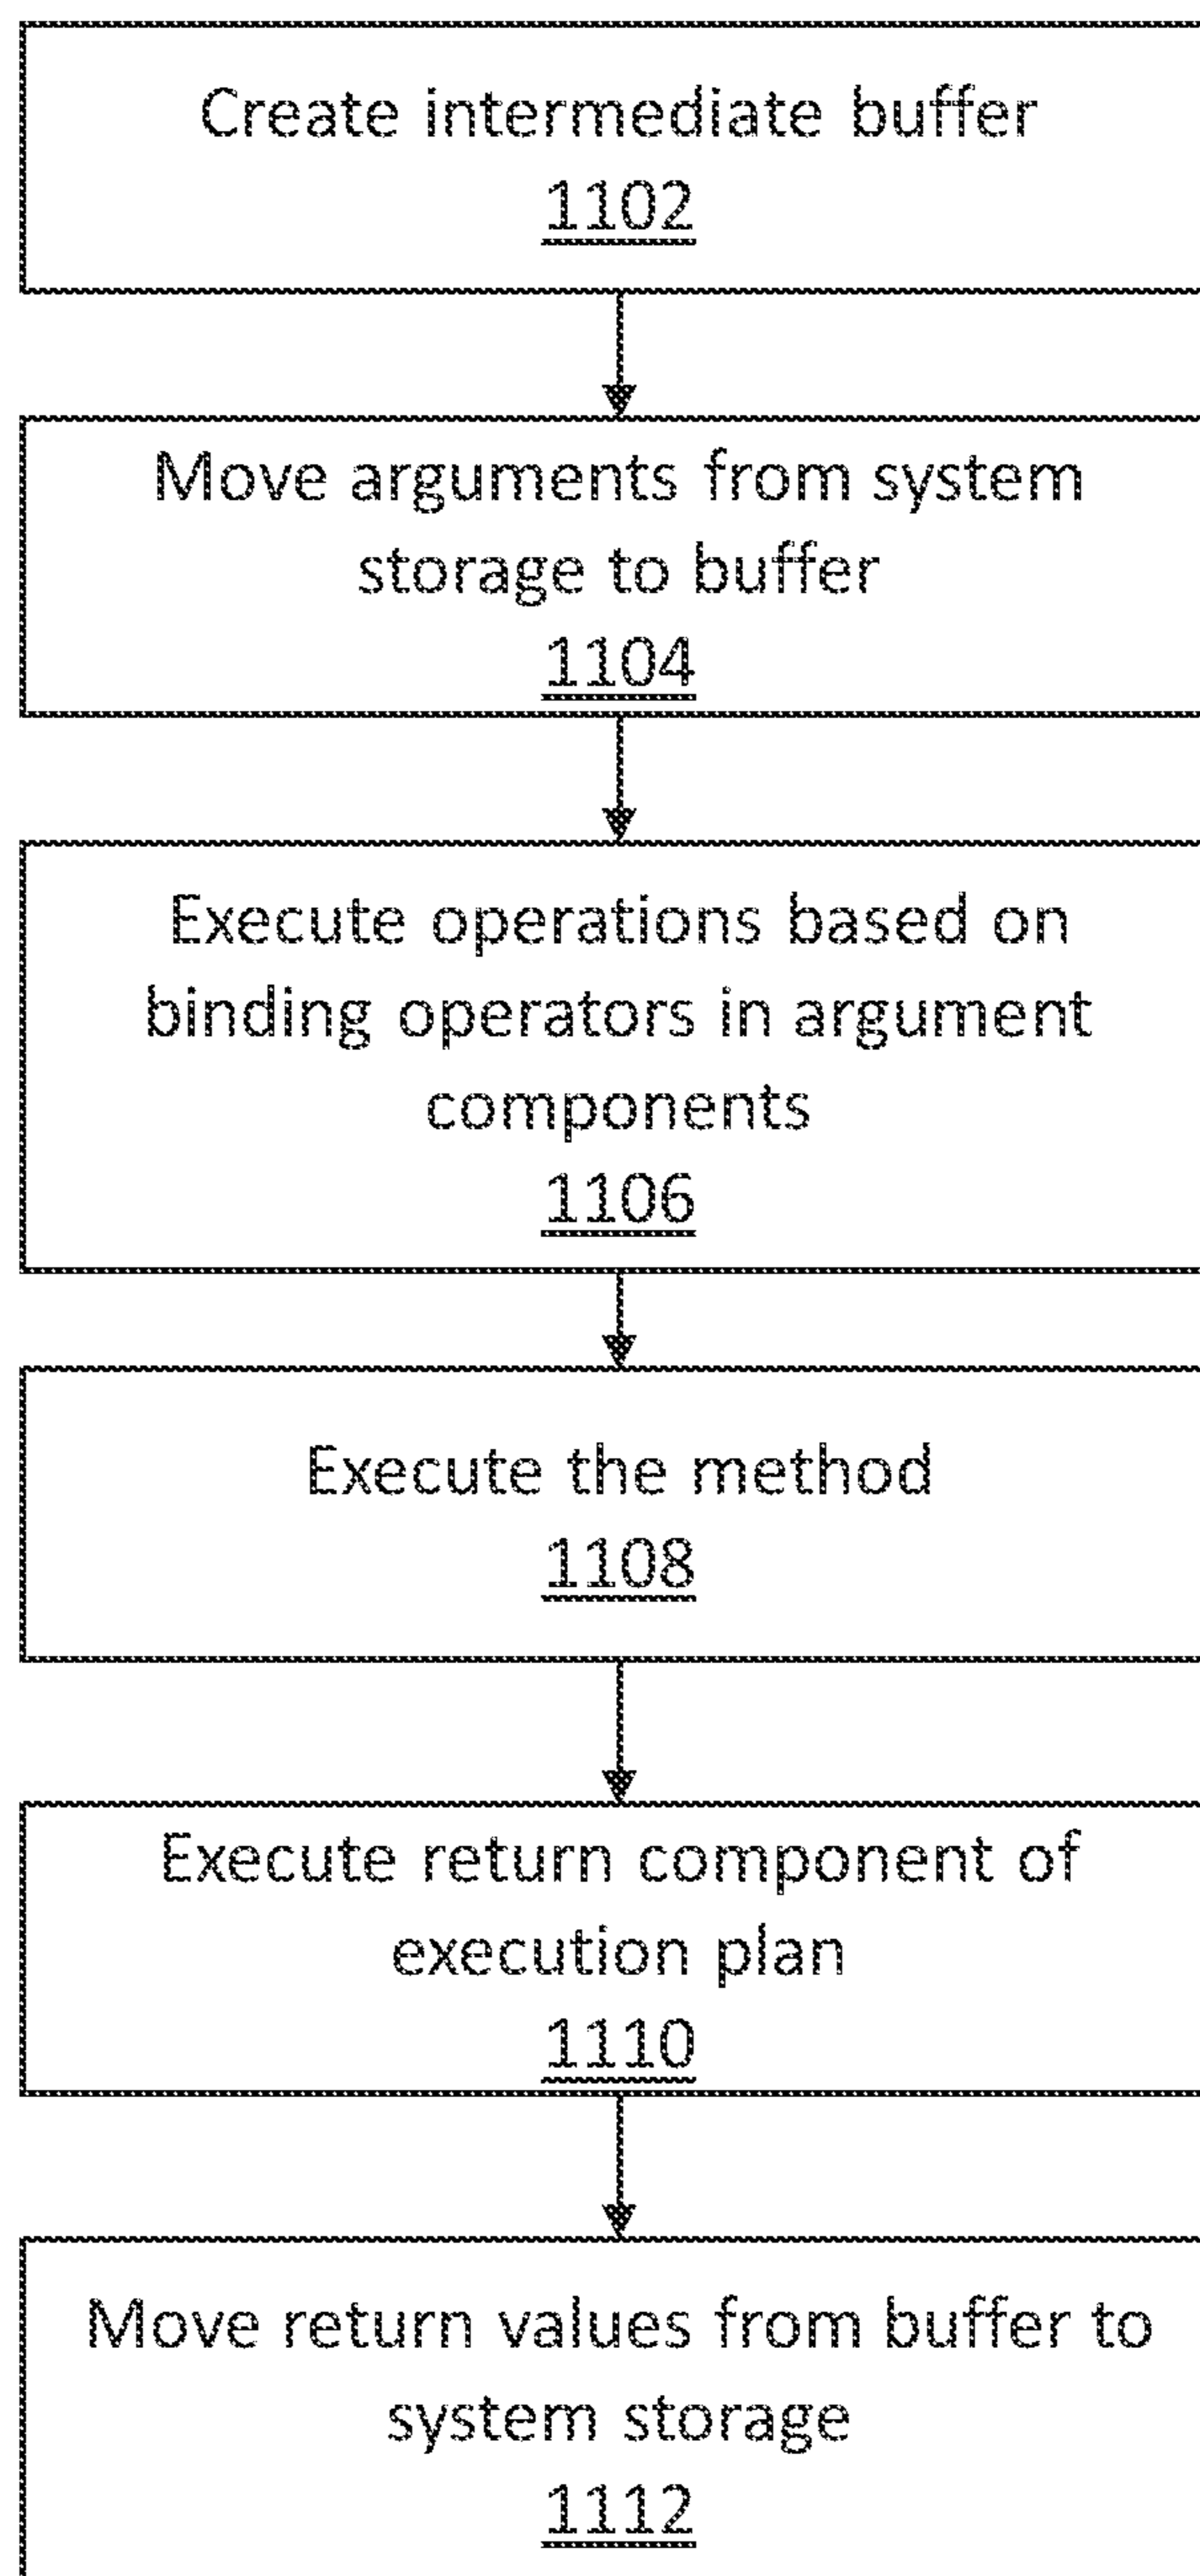 Create intermediate buffer
1102
Move arguments from system
storage to buffer
1104
Execute operations based on
binding operators in argument
components
1106
Execute the method
1108
Execute return component of
execution plan
1110
Move return values from buffer to
system storage
1112